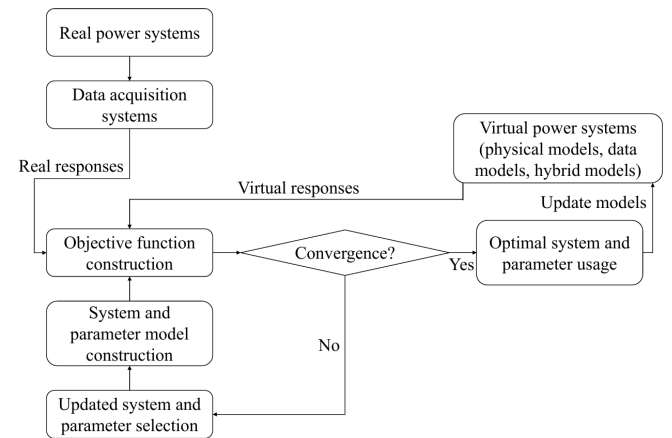 Real power systems
Data acquisition
systems
Real responses
Virtual power systems
(physical models, data
models, hybrid models)
Virtual responses
Update models
Objective function
construction
Convergence?
Yes
Optimal system and
parameter usage
System and
parameter model
construction
No
Updated system and
parameter selection